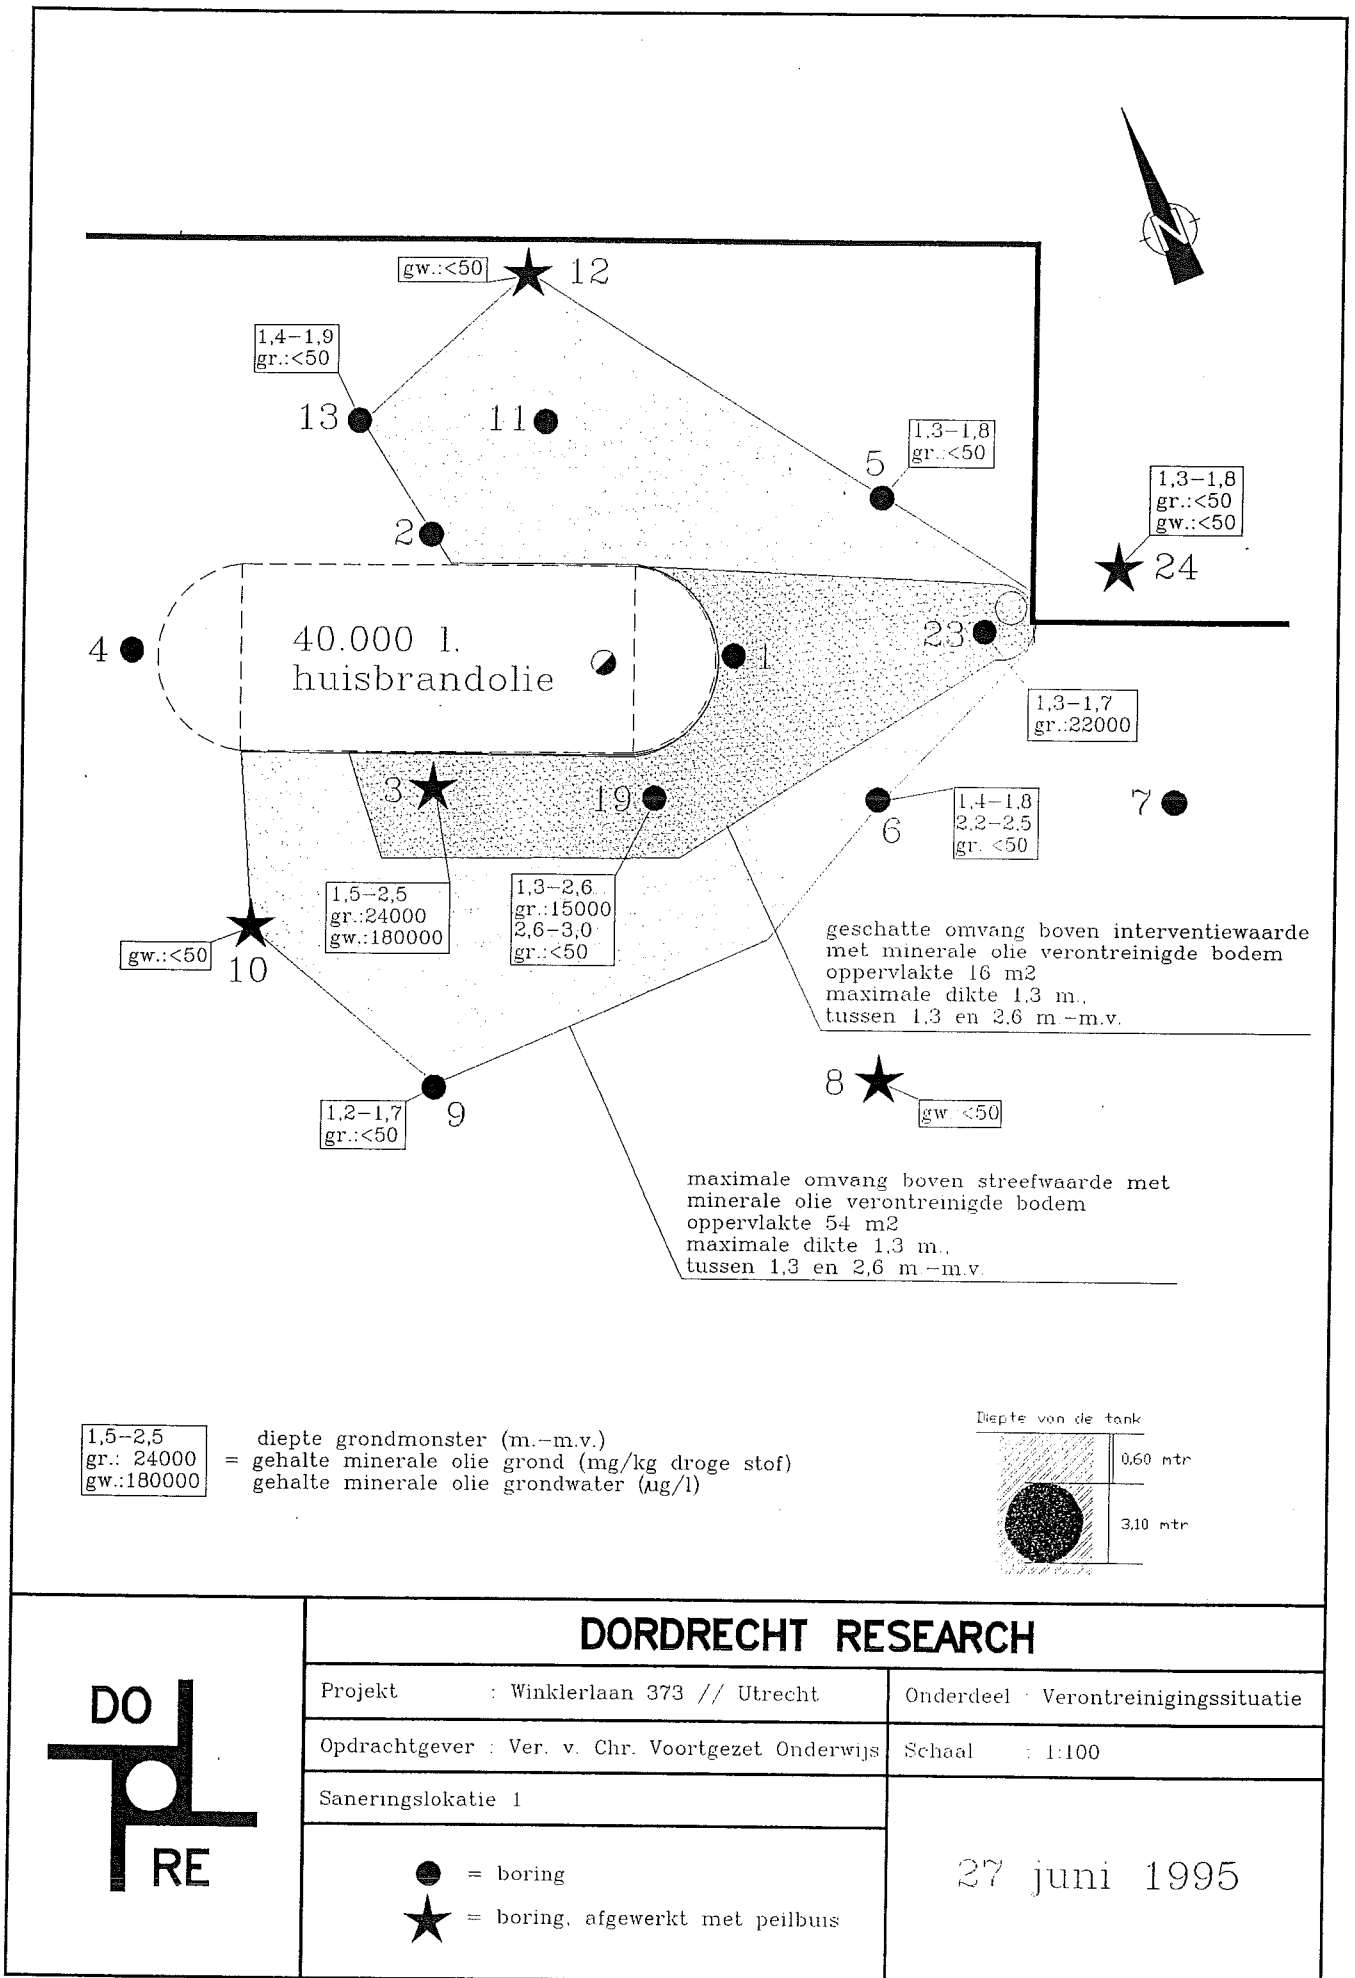 N
gw.:<50
12
1,4-1,9
gr.:<50
13
11
1,3-1,8
gr.:<50
5
1,3-1,8
gr.:<50
gw.:<50
24
2
4
40.000 l.
huisbrandolie
1
23
1,3-1,7
gr.:22000
3
19
6
1,4-1,8
2,2-2,5
gr. <50
7
1,5-2,5
gr.:24000
gw.:180000
1,3-2,6
gr.:15000
2,6-3,0
gr.:<50
gw.:<50
10
geschatte omvang boven interventiewaarde
met minerale olie verontreinigde bodem
oppervlakte 16 m2
maximale dikte 1,3 m.,
tussen 1,3 en 2,6 m.-m.v.
1,2-1,7
gr.:<50
9
8
gw.:<50
maximale omvang boven streefwaarde met
minerale olie verontreinigde bodem
oppervlakte 54 m2
maximale dikte 1,3 m.,
tussen 1,3 en 2,6 m.-m.v.
1,5-2,5
gr.: 24000
gw.:180000
=
diepte grondmonster (m.-m.v.)
gehalte minerale olie grond (mg/kg droge stof)
gehalte minerale olie grondwater (µg/l)
Diepte van de tank
0,60 mtr
3,10 mtr
DO
RE
DORDRECHT RESEARCH
Projekt : Winklerlaan 373 // Utrecht
Onderdeel : Verontreinigingssituatie
Opdrachtgever : Ver. v. Chr. Voortgezet Onderwijs
Schaal : 1:100
Saneringslokatie 1
= boring
= boring, afgewerkt met peilbuis
27 juni 1995